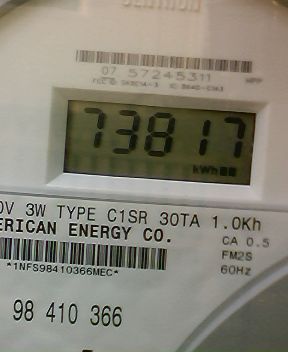 CENTRON
07 57245311
73817
kWh
0V 3W TYPE C1SR 30TA 1.0Kh
ERICAN ENERGY CO.
CA 0.5
FM2S
60Hz
*1NFS98410366MEC*
98 410 366